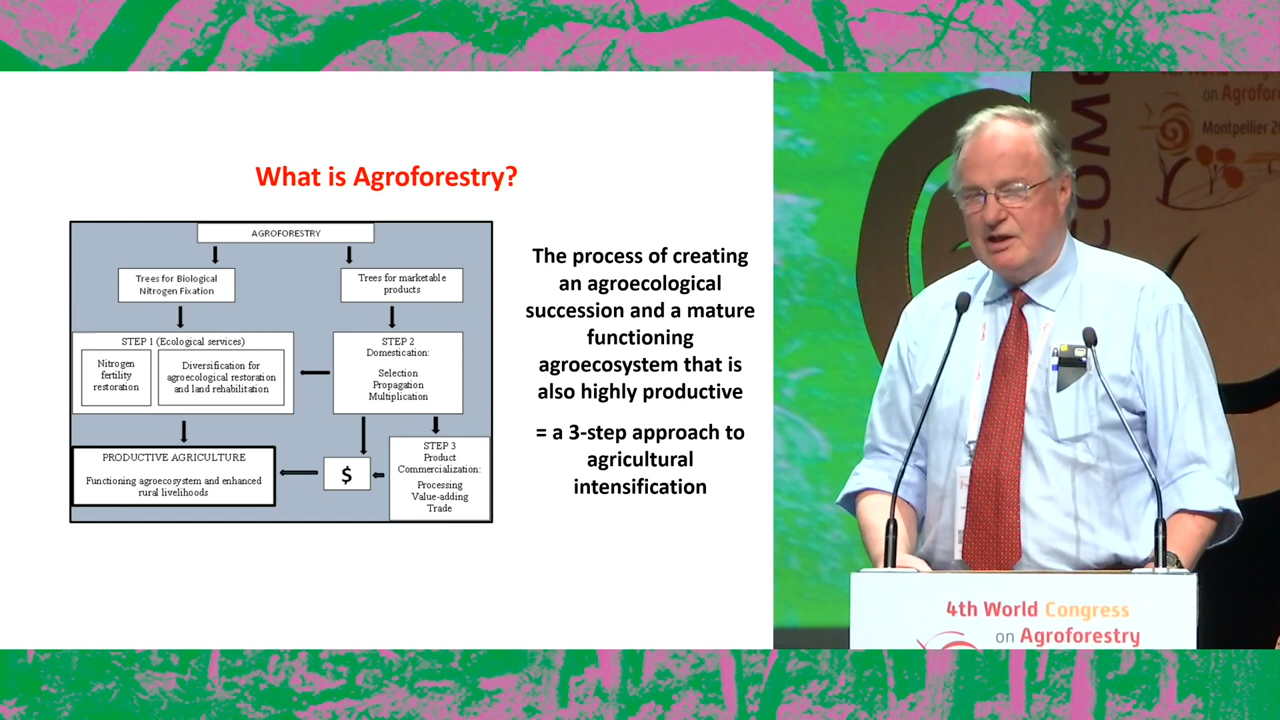 What is Agroforestry?
AGROFORESTRY
Trees for Biological
Nitrogen Fixation
Trees for marketable
products
STEP 1 (Ecological services)
Nitrogen
fertility
restoration
Diversification for
agroecological restoration
and land rehabilitation
STEP 2
Domestication:
Selection
Propagation
Multiplication
STEP 3
Product
Commercialization:
Processing
Value-adding
Trade
$
PRODUCTIVE AGRICULTURE
Functioning agroecosystem and enhanced
rural livelihoods
The process of creating
an agroecological
succession and a mature
functioning
agroecosystem that is
also highly productive
= a 3-step approach to
agricultural
intensification
COME
on Agrofor
Montpellier 2
4th World Congress
on Agroforestry